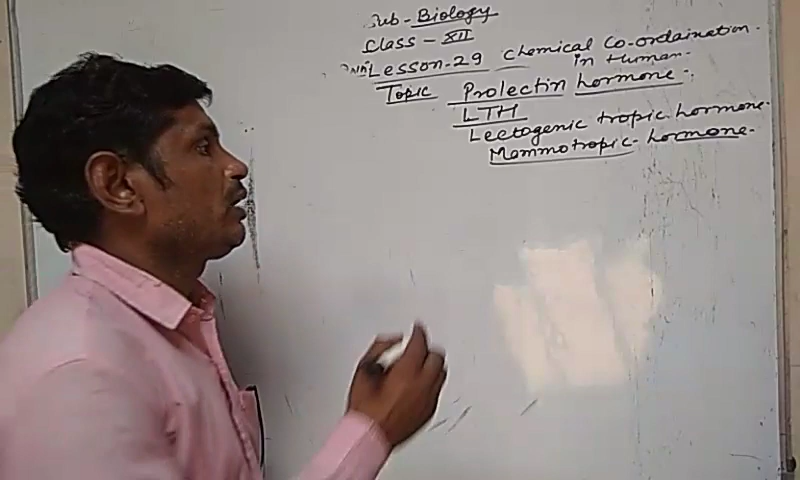 Sub- Biology
Class - XII
Lesson-29 Chemical Co-ordaination
in Human.
Topic Prolectin hormone-.
LTH
Lectogenic tropic hormone.
Mammotropic- hormone-.